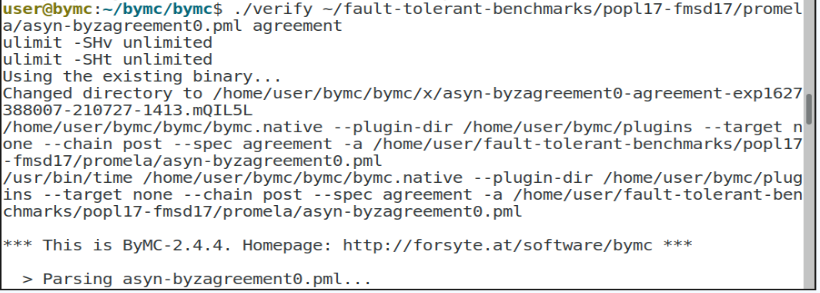 user@bymc:~/bymc/bymc$ ./verify ~/fault-tolerant-benchmarks/popl17-fmsd17/promel
a/asyn-byzagreement0.pml agreement
ulimit -SHv unlimited
ulimit -SHt unlimited
Using the existing binary...
Changed directory to /home/user/bymc/bymc/x/asyn-byzagreement0-agreement-exp1627
388007-210727-1413.mQIL5L
/home/user/bymc/bymc/bymc.native --plugin-dir /home/user/bymc/plugins --target n
one --chain post --spec agreement -a /home/user/fault-tolerant-benchmarks/popl17
-fmsd17/promela/asyn-byzagreement0.pml
/usr/bin/time /home/user/bymc/bymc/bymc.native --plugin-dir /home/user/bymc/plug
ins --target none --chain post --spec agreement -a /home/user/fault-tolerant-ben
chmarks/popl17-fmsd17/promela/asyn-byzagreement0.pml
*** This is ByMC-2.4.4. Homepage: http://forsyte.at/software/bymc ***
> Parsing asyn-byzagreement0.pml...